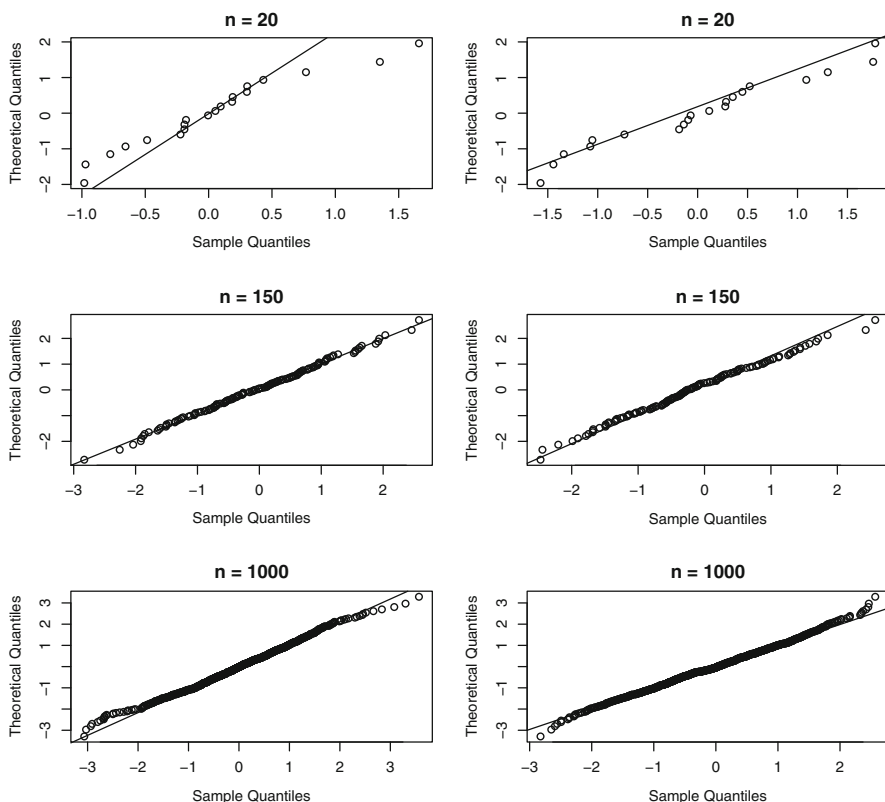 n = 20
Theoretical Quantiles
2
1
0
−1
−2
−1.0 −0.5 0.0 0.5 1.0 1.5
Sample Quantiles
n = 20
Theoretical Quantiles
2
1
0
−1
−2
−1.5 −1.0 −0.5 0.0 0.5 1.0 1.5
Sample Quantiles
n = 150
Theoretical Quantiles
2
1
0
−2
−3 −2 −1 0 1 2
Sample Quantiles
n = 150
Theoretical Quantiles
2
1
0
−2
−2 −1 0 1 2
Sample Quantiles
n = 1000
Theoretical Quantiles
3
2
1
−1
−3
−3 −2 −1 0 1 2 3
Sample Quantiles
n = 1000
Theoretical Quantiles
3
2
1
−1
−3
−3 −2 −1 0 1 2
Sample Quantiles